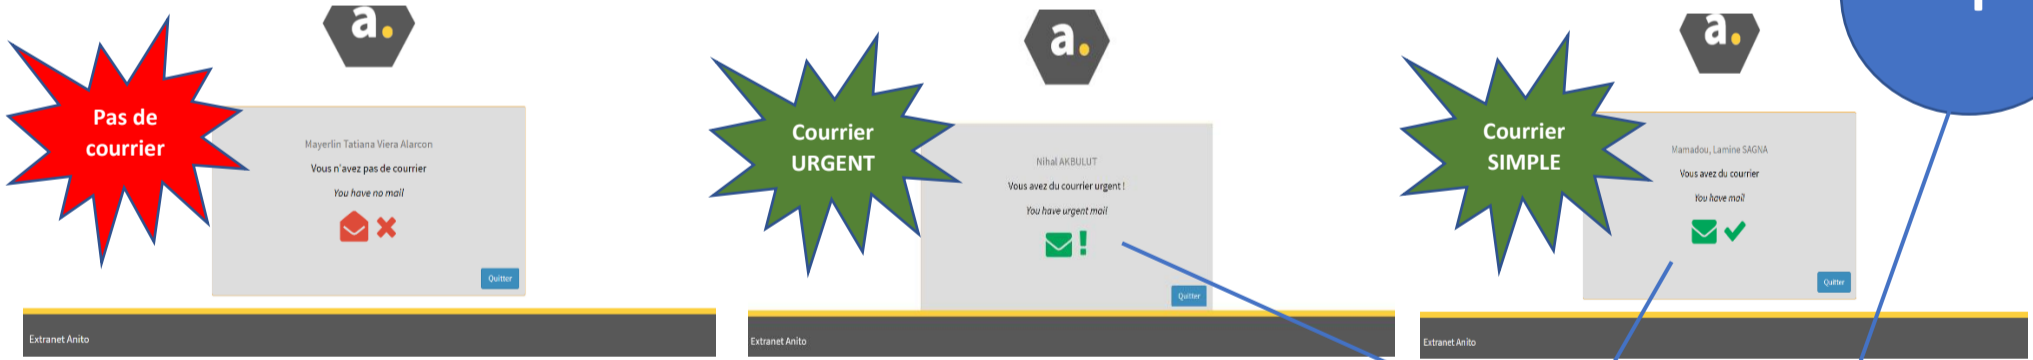 a.
Pas de
courrier
Mayerlin Tatiana Viera Alarcon
Vous n'avez pas de courrier
You have no mail
Quitter
Extranet Anito
a.
Courrier
URGENT
Nihal AKBULUT
Vous avez du courrier urgent !
You have urgent mail
!
Quitter
Extranet Anito
a.
Courrier
SIMPLE
Mamadou, Lamine SAGNA
Vous avez du courrier
You have mail
Quitter
Extranet Anito